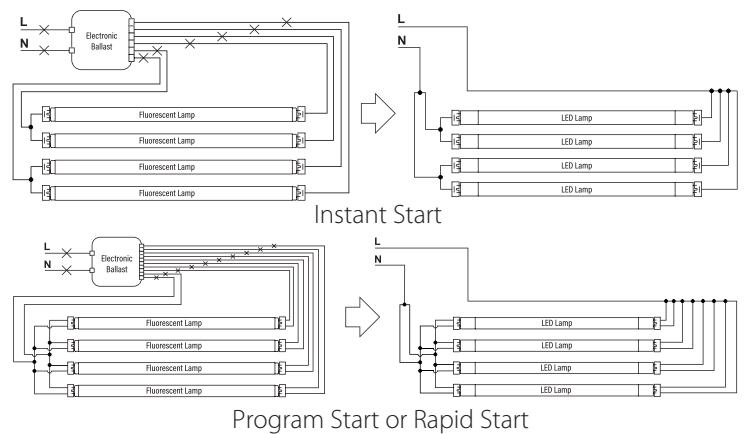 L
N
Electronic
Ballast
Fluorescent Lamp
Fluorescent Lamp
Fluorescent Lamp
Fluorescent Lamp
L
N
LED Lamp
LED Lamp
LED Lamp
LED Lamp
Instant Start
L
N
Electronic
Ballast
Fluorescent Lamp
Fluorescent Lamp
Fluorescent Lamp
Fluorescent Lamp
L
N
LED Lamp
LED Lamp
LED Lamp
LED Lamp
Program Start or Rapid Start